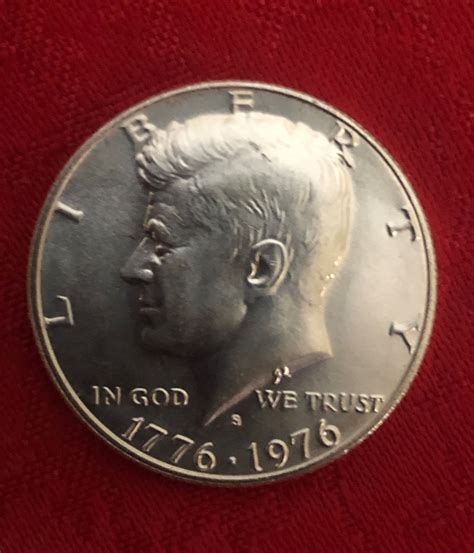 LIBERTY
IN GOD WE TRUST
S
1776 · 1976